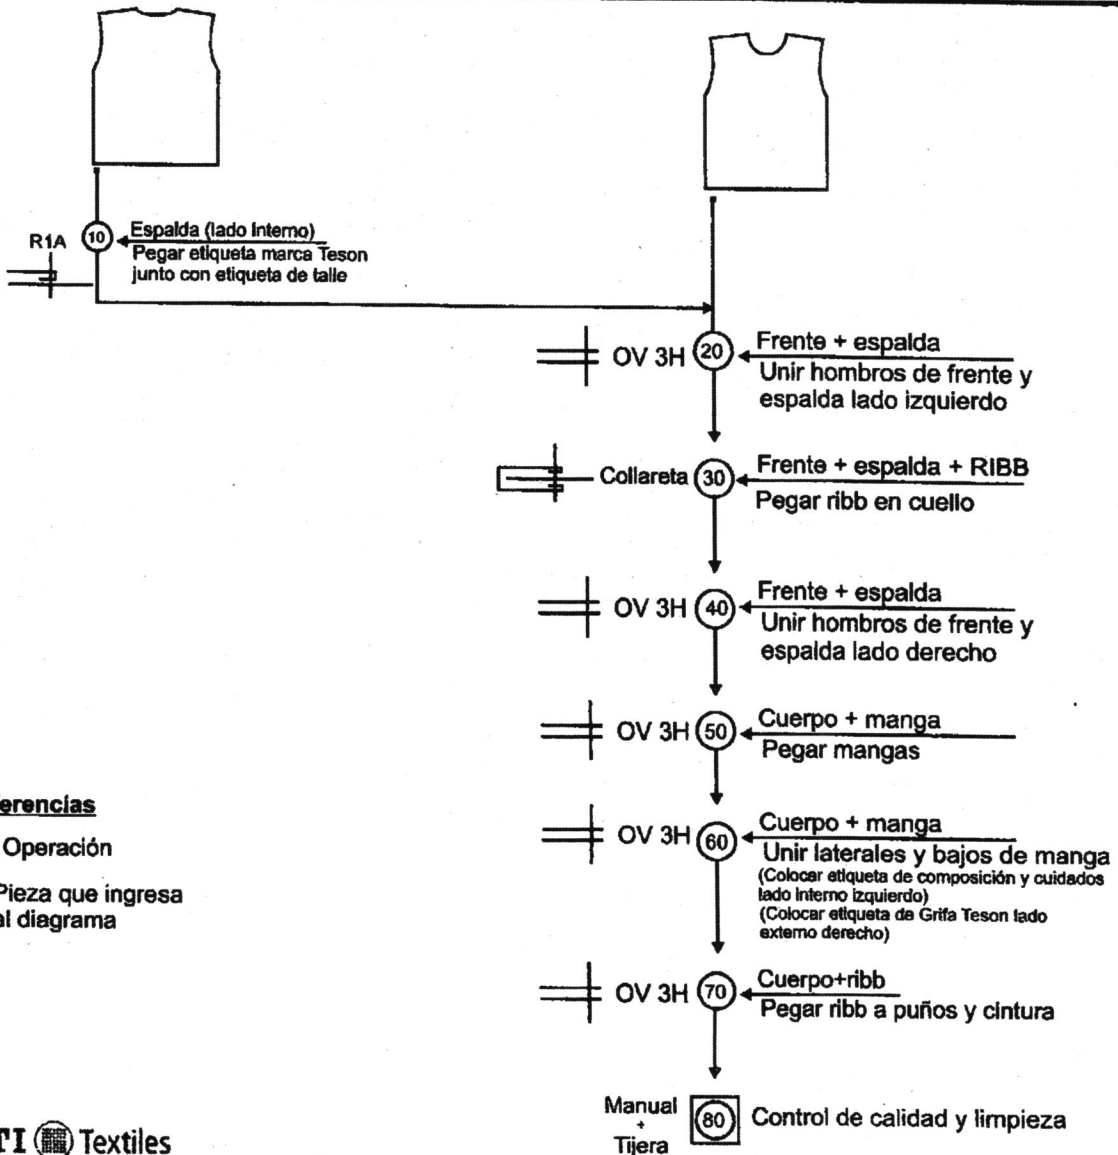 R1A
10
Espalda (lado Interno)
Pegar etiqueta marca Teson
junto con etiqueta de talle
OV 3H
20
Frente + espalda
Unir hombros de frente y
espalda lado izquierdo
Collareta
30
Frente + espalda + RIBB
Pegar ribb en cuello
OV 3H
40
Frente + espalda
Unir hombros de frente y
espalda lado derecho
OV 3H
50
Cuerpo + manga
Pegar mangas
OV 3H
60
Cuerpo + manga
Unir laterales y bajos de manga
(Colocar etiqueta de composición y cuidados
lado Interno izquierdo)
(Colocar etiqueta de Grifa Teson lado
externo derecho)
erencias
Operación
Pieza que ingresa
al diagrama
OV 3H
70
Cuerpo+ribb
Pegar ribb a puños y cintura
Manual
+
Tijera
80
Control de calidad y limpieza
TI Textiles